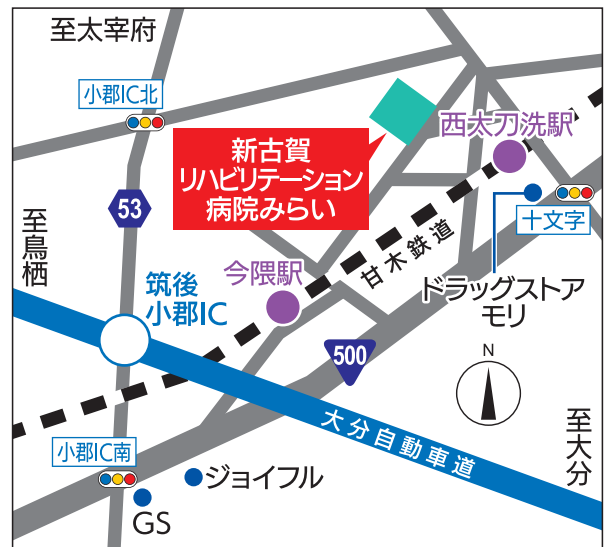 至太宰府
小郡IC北
西太刀洗駅
新古賀
リハビリテーション
病院みらい
53
十文字
至鳥栖
甘木鉄道
今隈駅
筑後
小郡IC
ドラッグストア
モリ
500
N
大分自動車道
至大分
小郡IC南
ジョイフル
GS